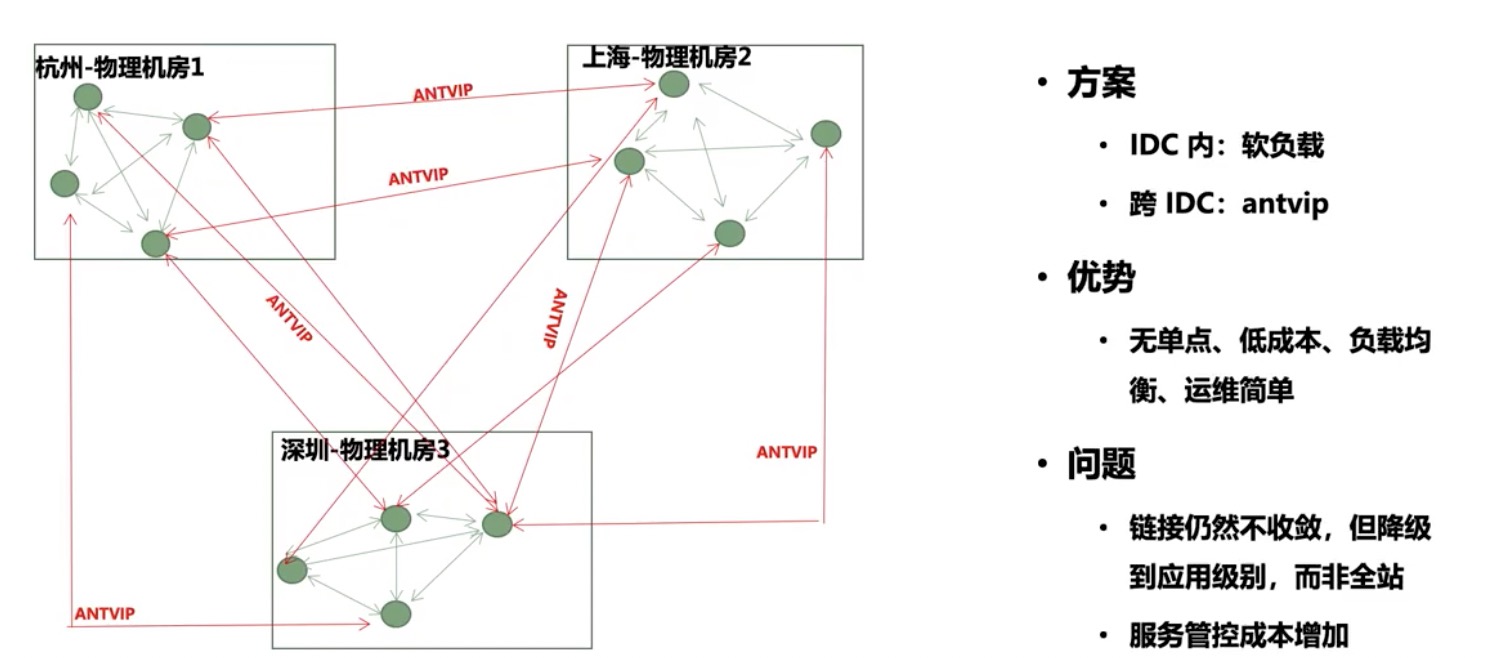 杭州-物理机房1
上海-物理机房2
ANTVIP
ANTVIP
ANTVIP
ANTVIP
深圳-物理机房3
ANTVIP
ANTVIP
• 方案
• IDC 内：软负载
• 跨 IDC：antvip
• 优势
• 无单点、低成本、负载均
衡、运维简单
• 问题
• 链接仍然不收敛，但降级
到应用级别，而非全站
• 服务管控成本增加